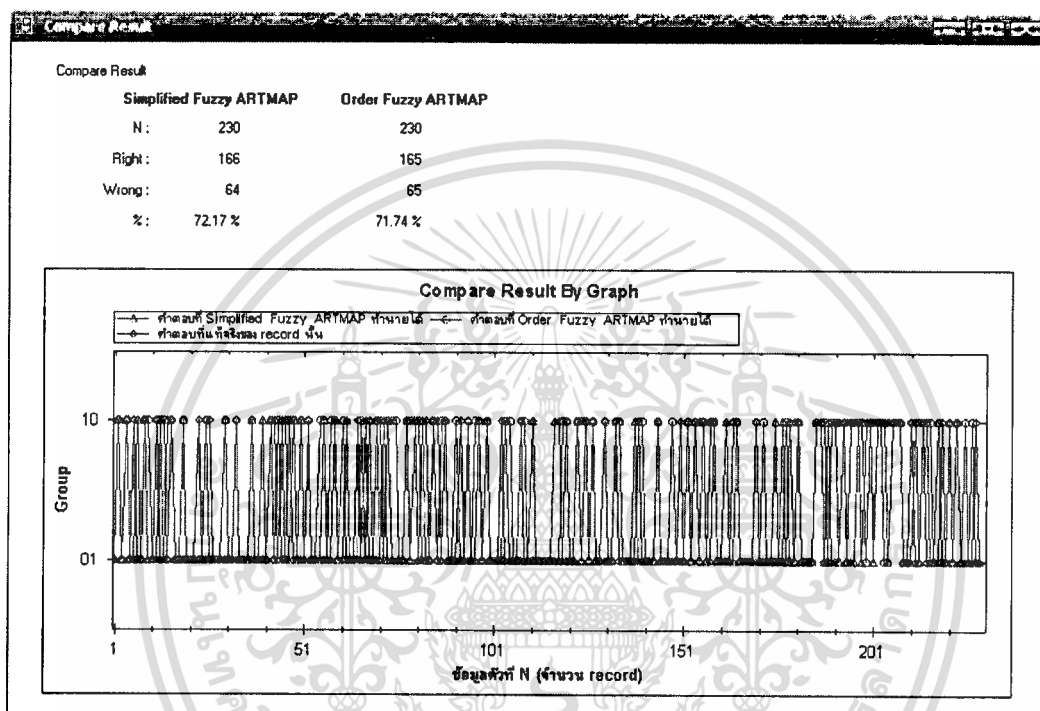 Compare Result
Compare Result
Simplified Fuzzy ARTMAP Order Fuzzy ARTMAP
N : 230 230
Right : 166 165
Wrong : 64 65
% : 72.17 % 71.74 %
Compare Result By Graph
คำตอบที่ Simplified Fuzzy ARTMAP ทำนายได้ คำตอบที่ Order Fuzzy ARTMAP ทำนายได้
คำตอบที่แท้จริงของ record นั้น
10
Group
01
1 51 101 151 201
ข้อมูลตัวที่ N (จำนวน record)